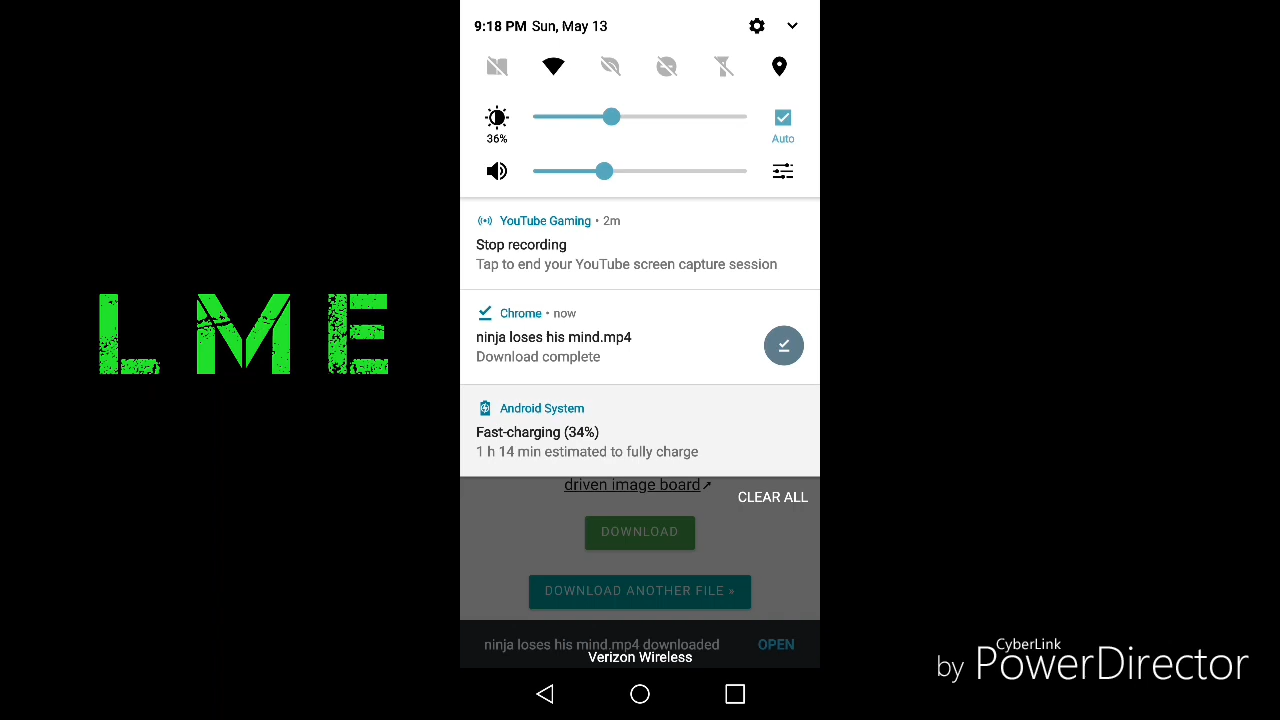 9:18 PM Sun, May 13
36%
Auto
YouTube Gaming • 2m
Stop recording
Tap to end your YouTube screen capture session
LME
Chrome • now
ninja loses his mind.mp4
Download complete
Android System
Fast-charging (34%)
1 h 14 min estimated to fully charge
driven image board
CLEAR ALL
DOWNLOAD
DOWNLOAD ANOTHER FILE »
ninja loses his mind.mp4 downloaded OPEN
Verizon Wireless
CyberLink
by PowerDirector